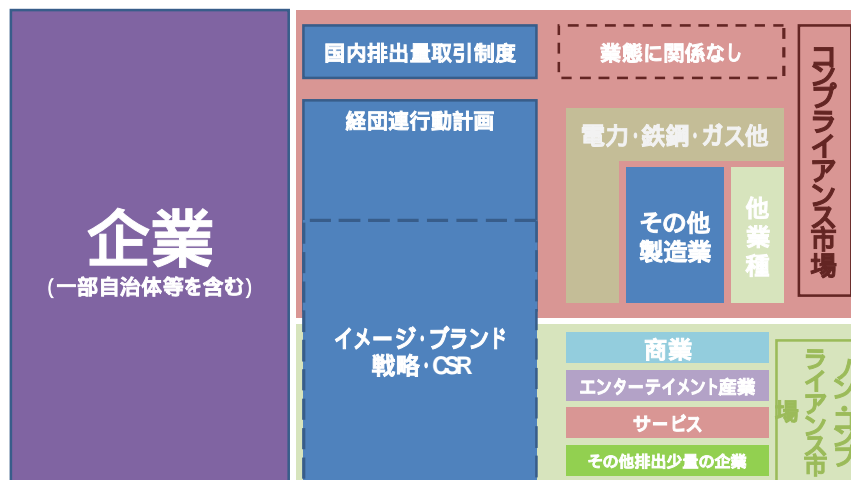 企業
(一部自治体等を含む)
国内排出量取引制度
経団連行動計画
イメージ・ブランド
戦略・CSR
業態に関係なし
電力・鉄鋼・ガス他
その他
製造業
他業種
コンプライアンス市場
商業
エンターテイメント産業
サービス
その他排出少量の企業
ノン・コンプ
ライアンス市
場